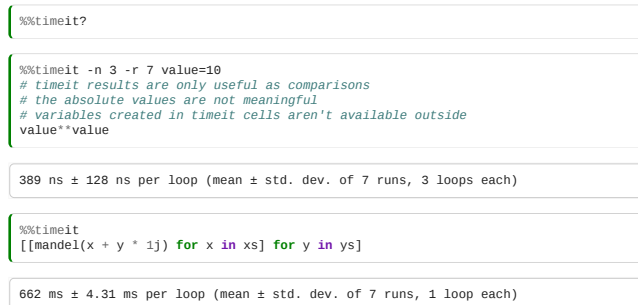 %%timeit?
%%timeit -n 3 -r 7 value=10
# timeit results are only useful as comparisons
# the absolute values are not meaningful
# variables created in timeit cells aren't available outside
value**value
389 ns ± 128 ns per loop (mean ± std. dev. of 7 runs, 3 loops each)
%%timeit
[[mandel(x + y * 1j) for x in xs] for y in ys]
662 ms ± 4.31 ms per loop (mean ± std. dev. of 7 runs, 1 loop each)